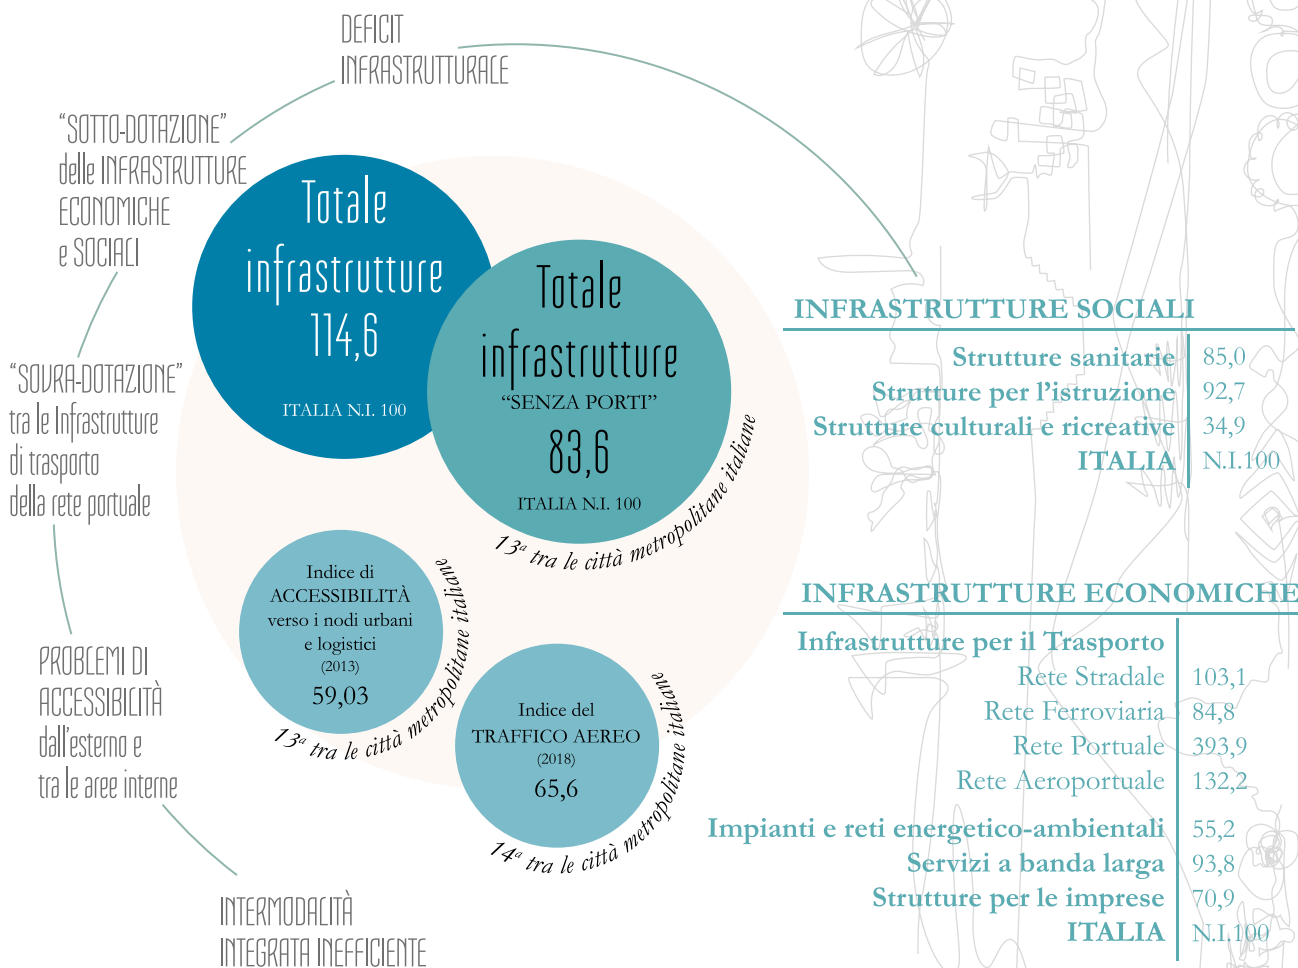 DEFICIT
INFRASTRUTTURALE
“SOTTO-DOTAZIONE”
delle INFRASTRUTTURE
ECONOMICHE
e SOCIALI
“SOVRA-DOTAZIONE”
tra le Infrastrutture
di trasporto
della rete portuale
PROBLEMI DI
ACCESSIBILITÀ
dall'esterno e
tra le aree interne
INTERMODALITÀ
INTEGRATA INEFFICIENTE
Totale
infrastrutture
114,6
ITALIA N.I. 100
Totale
infrastrutture
“SENZA PORTI”
83,6
ITALIA N.I. 100
13ª tra le città metropolitane italiane
Indice di
ACCESSIBILITÀ
verso i nodi urbani
e logistici
(2013)
59,03
13ª tra le città metropolitane italiane
Indice del
TRAFFICO AEREO
(2018)
65,6
14ª tra le città metropolitane italiane
INFRASTRUTTURE SOCIALI
Strutture sanitarie 85,0
Strutture per l’istruzione 92,7
Strutture culturali e ricreative 34,9
ITALIA N.I.100
INFRASTRUTTURE ECONOMICHE
Infrastrutture per il Trasporto
Rete Stradale 103,1
Rete Ferroviaria 84,8
Rete Portuale 393,9
Rete Aeroportuale 132,2
Impianti e reti energetico-ambientali 55,2
Servizi a banda larga 93,8
Strutture per le imprese 70,9
ITALIA N.I.100